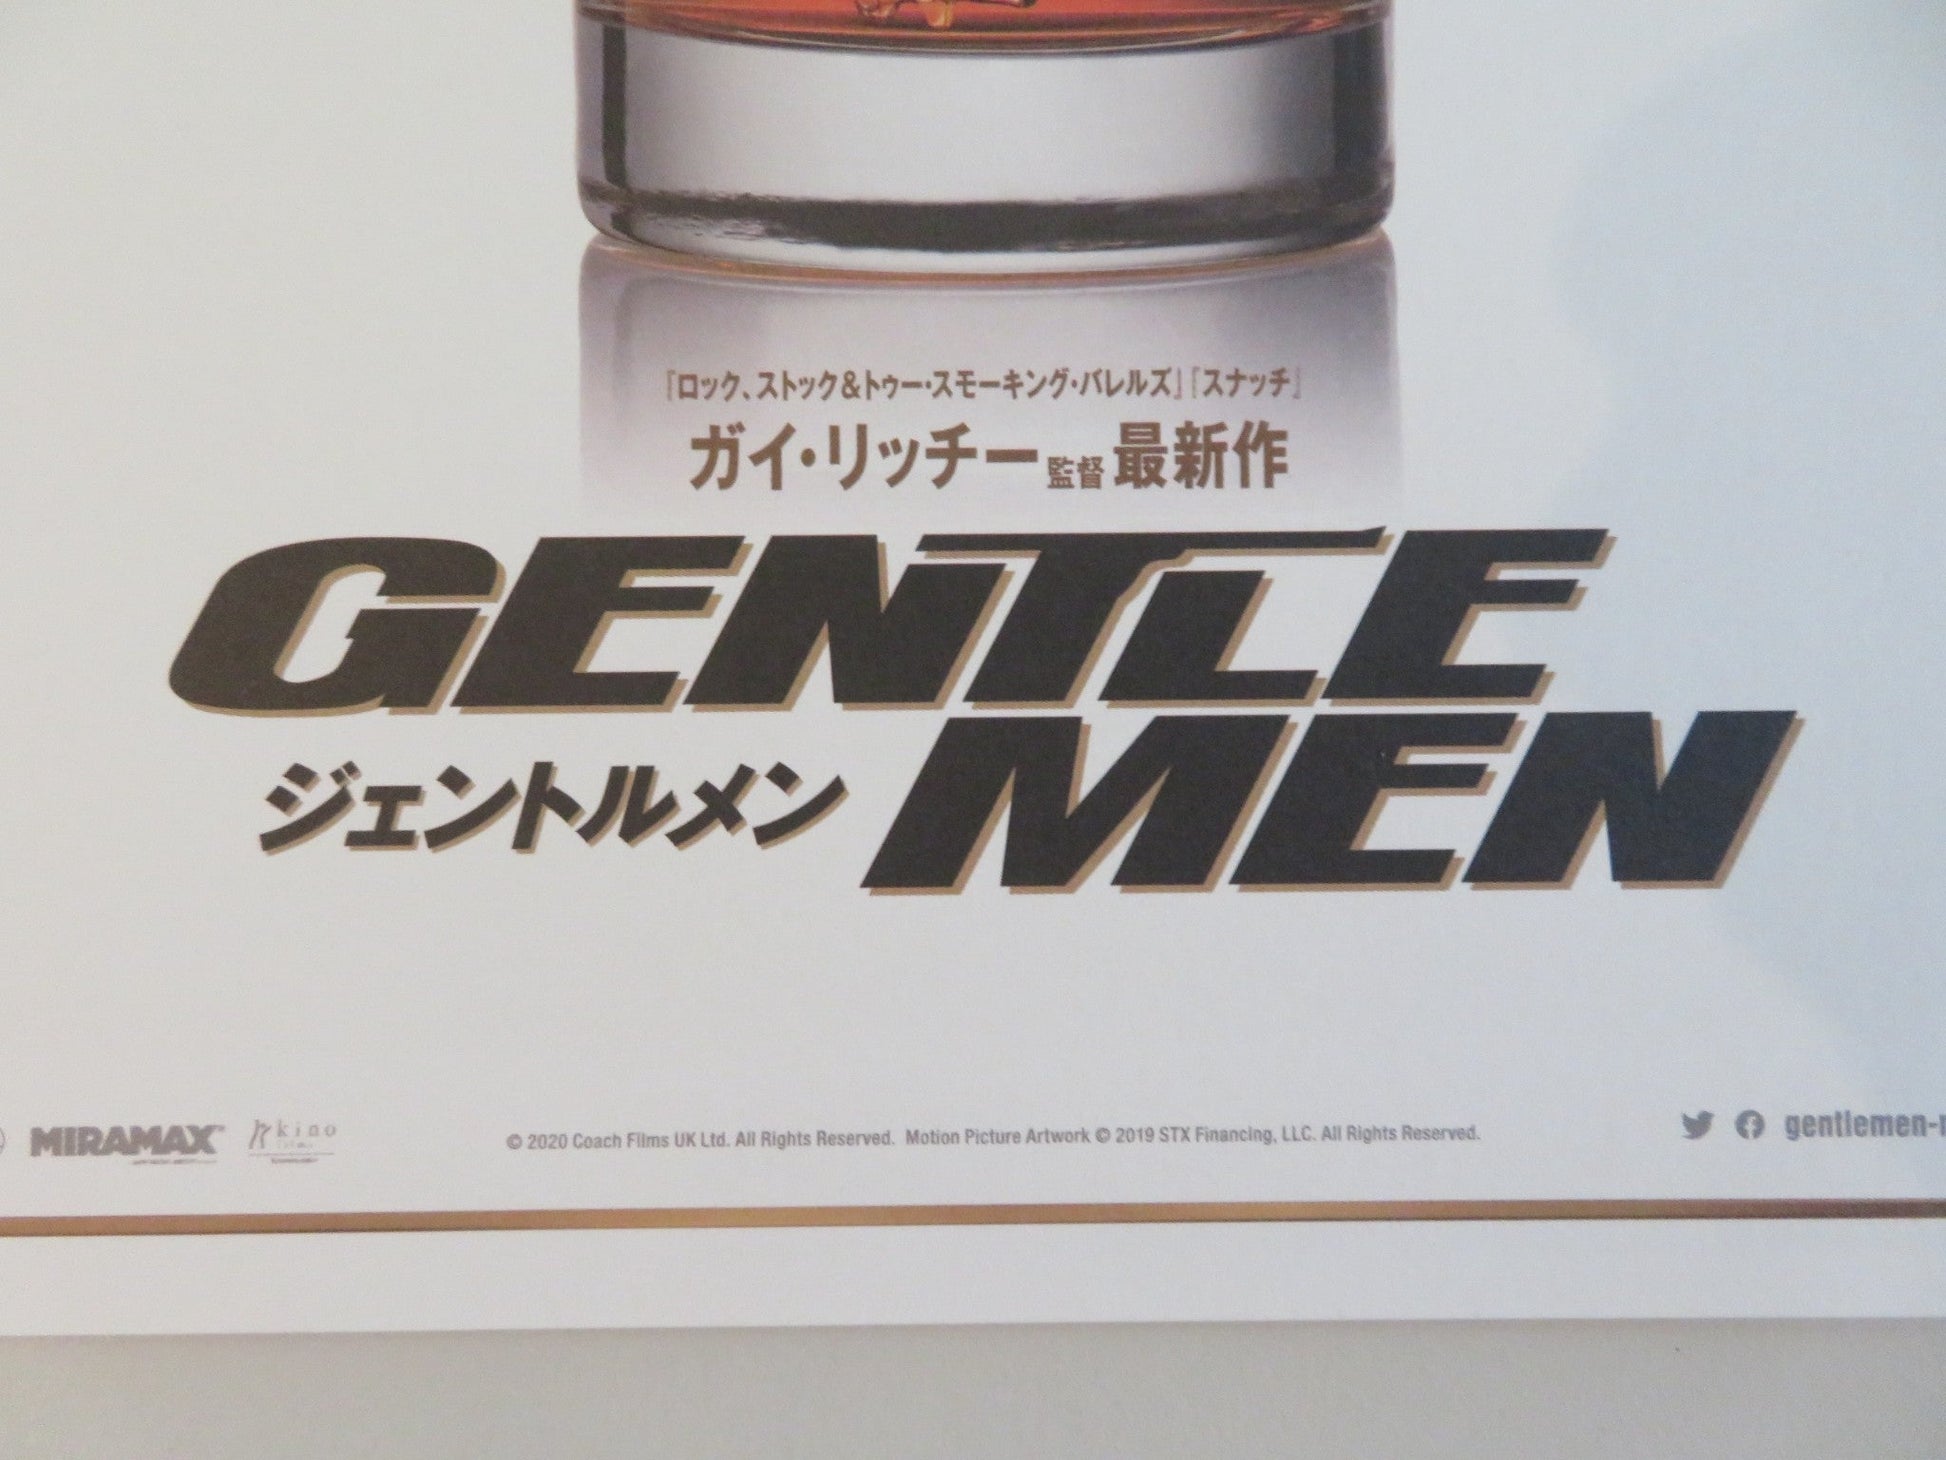 『ロック、ストック&トゥー・スモーキング・バレルズ』『スナッチ』
ガイ・リッチー監督最新作
GENTLE
MEN
ジェントルメン
MIRAMAX™ kino © 2020 Coach Films UK Ltd. All Rights Reserved. Motion Picture Artwork © 2019 STX Financing, LLC. All Rights Reserved. gentlemen-